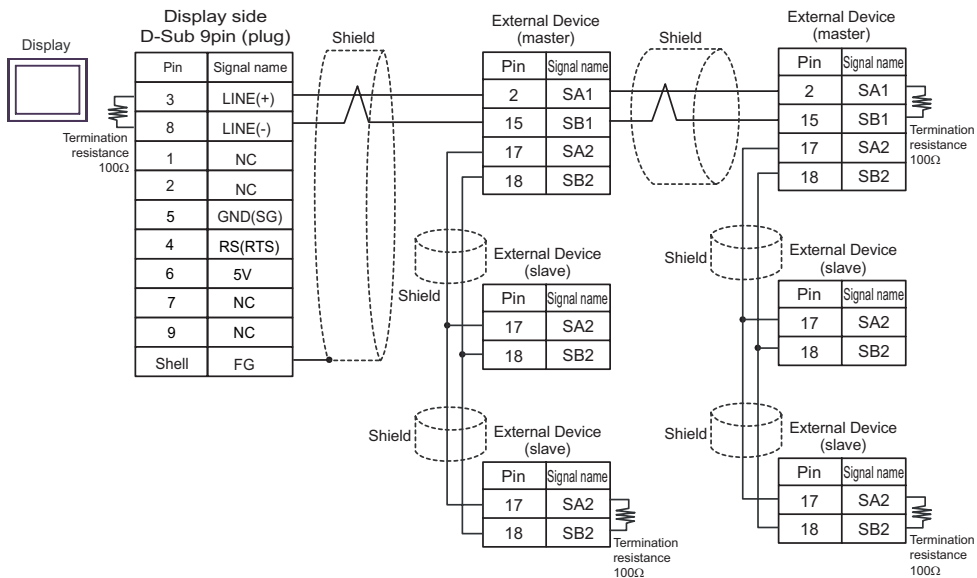 Display
Display side
D-Sub 9pin (plug)
Pin Signal name
3 LINE(+)
8 LINE(-)
1 NC
2 NC
5 GND(SG)
4 RS(RTS)
6 5V
7 NC
9 NC
Shell FG
Termination
resistance
100Ω
Shield
External Device
(master)
Pin Signal name
2 SA1
15 SB1
17 SA2
18 SB2
Shield
External Device
(master)
Pin Signal name
2 SA1
15 SB1
17 SA2
18 SB2
Termination
resistance
100Ω
Shield
External Device
(slave)
Pin Signal name
17 SA2
18 SB2
Shield
External Device
(slave)
Pin Signal name
17 SA2
18 SB2
Shield
External Device
(slave)
Pin Signal name
17 SA2
18 SB2
Termination
resistance
100Ω
Shield
External Device
(slave)
Pin Signal name
17 SA2
18 SB2
Termination
resistance
100Ω